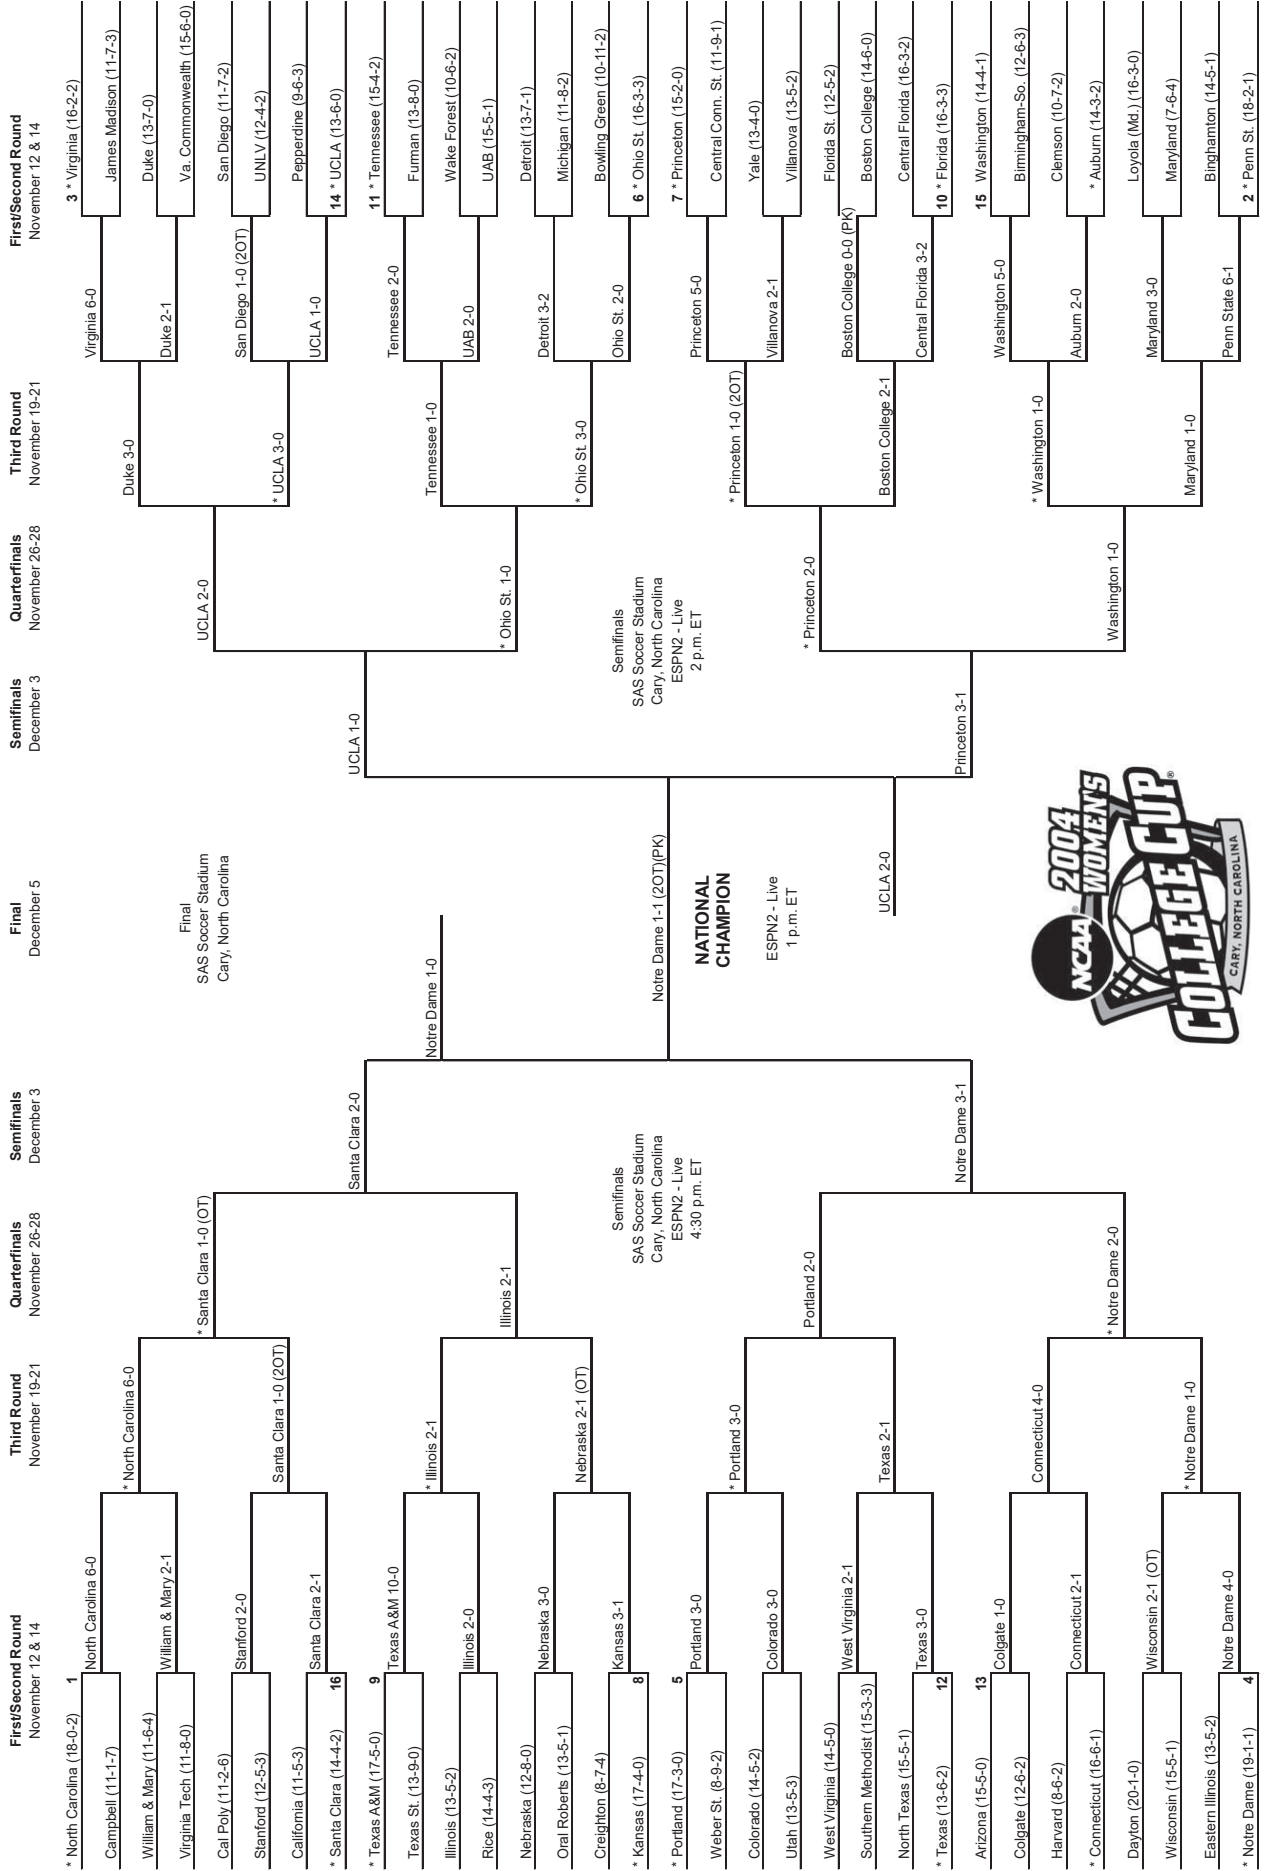 First/Second Round
November 12 & 14
Third Round
November 19-21
Quarterfinals
November 26-28
Semifinals
December 3
Final
December 5
Semifinals
December 3
Quarterfinals
November 26-28
Third Round
November 19-21
First/Second Round
November 12 & 14
* North Carolina (18-0-2) 1
Campbell (11-1-7)
William & Mary (11-6-4)
Virginia Tech (11-8-0)
Cal Poly (11-2-6)
Stanford (12-5-3)
California (11-5-3)
* Santa Clara (14-4-2) 16
* Texas A&M (17-5-0) 9
Texas St. (13-9-0)
Illinois (13-5-2)
Rice (14-4-3)
Nebraska (12-8-0)
Oral Roberts (13-5-1)
Creighton (8-7-4)
* Kansas (17-4-0) 8
* Portland (17-3-0) 5
Weber St. (8-9-2)
Colorado (14-5-2)
Utah (13-5-3)
West Virginia (14-5-0)
Southern Methodist (15-3-3)
North Texas (15-5-1)
* Texas (13-6-2) 12
Arizona (15-5-0) 13
Colgate (12-6-2)
Harvard (8-6-2)
* Connecticut (16-6-1)
Dayton (20-1-0)
Wisconsin (15-5-1)
Eastern Illinois (13-5-2)
* Notre Dame (19-1-1) 4
North Carolina 6-0
William & Mary 2-1
Stanford 2-0
Santa Clara 2-1
Texas A&M 10-0
Illinois 2-0
Nebraska 3-0
Kansas 3-1
Portland 3-0
Colorado 3-0
West Virginia 2-1
Texas 3-0
Colgate 1-0
Connecticut 2-1
Wisconsin 2-1 (OT)
Notre Dame 4-0
* North Carolina 6-0
Santa Clara 1-0 (2OT)
* Illinois 2-1
Nebraska 2-1 (OT)
* Portland 3-0
Texas 2-1
Connecticut 4-0
* Notre Dame 1-0
* Santa Clara 1-0 (OT)
Illinois 2-1
Portland 2-0
* Notre Dame 2-0
Santa Clara 2-0
Semifinals
SAS Soccer Stadium
Cary, North Carolina
ESPN2 - Live
4:30 p.m. ET
Notre Dame 3-1
Final
SAS Soccer Stadium
Cary, North Carolina
Notre Dame 1-0
Notre Dame 1-1 (2OT)(PK)
NATIONAL
CHAMPION
ESPN2 - Live
1 p.m. ET
UCLA 2-0
NCAA
®
2004
WOMEN'S
COLLEGE CUP
®
CARY, NORTH CAROLINA
UCLA 1-0
Semifinals
SAS Soccer Stadium
Cary, North Carolina
ESPN2 - Live
2 p.m. ET
Princeton 3-1
UCLA 2-0
* Ohio St. 1-0
* Princeton 2-0
Washington 1-0
Duke 3-0
* UCLA 3-0
Tennessee 1-0
* Ohio St. 3-0
* Princeton 1-0 (2OT)
Boston College 2-1
* Washington 1-0
Maryland 1-0
Virginia 6-0
Duke 2-1
San Diego 1-0 (2OT)
UCLA 1-0
Tennessee 2-0
UAB 2-0
Detroit 3-2
Ohio St. 2-0
Princeton 5-0
Villanova 2-1
Boston College 0-0 (PK)
Central Florida 3-2
Washington 5-0
Auburn 2-0
Maryland 3-0
Penn State 6-1
3 * Virginia (16-2-2)
James Madison (11-7-3)
Duke (13-7-0)
Va. Commonwealth (15-6-0)
San Diego (11-7-2)
UNLV (12-4-2)
Pepperdine (9-6-3)
14 * UCLA (13-6-0)
11 * Tennessee (15-4-2)
Furman (13-8-0)
Wake Forest (10-6-2)
UAB (15-5-1)
Detroit (13-7-1)
Michigan (11-8-2)
Bowling Green (10-11-2)
6 * Ohio St. (16-3-3)
7 * Princeton (15-2-0)
Central Conn. St. (11-9-1)
Yale (13-4-0)
Villanova (13-5-2)
Florida St. (12-5-2)
Boston College (14-6-0)
Central Florida (16-3-2)
10 * Florida (16-3-3)
15 Washington (14-4-1)
Birmingham-So. (12-6-3)
Clemson (10-7-2)
* Auburn (14-3-2)
Loyola (Md.) (16-3-0)
Maryland (7-6-4)
Binghamton (14-5-1)
2 * Penn St. (18-2-1)